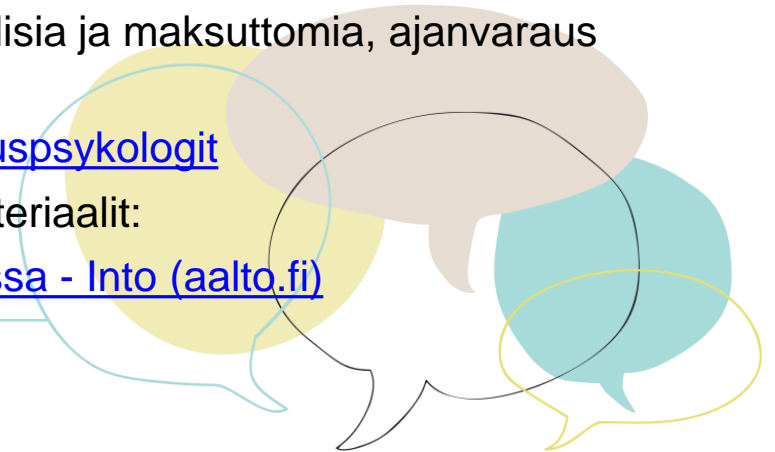 lisia ja maksuttomia, ajanvaraus
uspsykologit
teriaalit:
ssa - Into (aalto.fi)